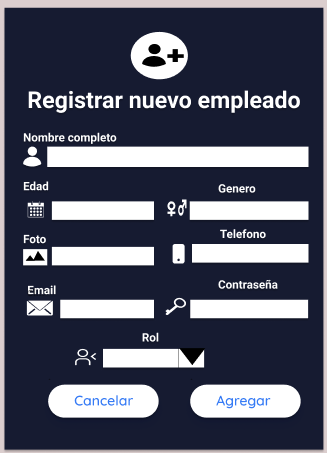 Registrar nuevo empleado
Nombre completo
Edad
Genero
Foto
Telefono
Email
Contraseña
Rol
Cancelar
Agregar